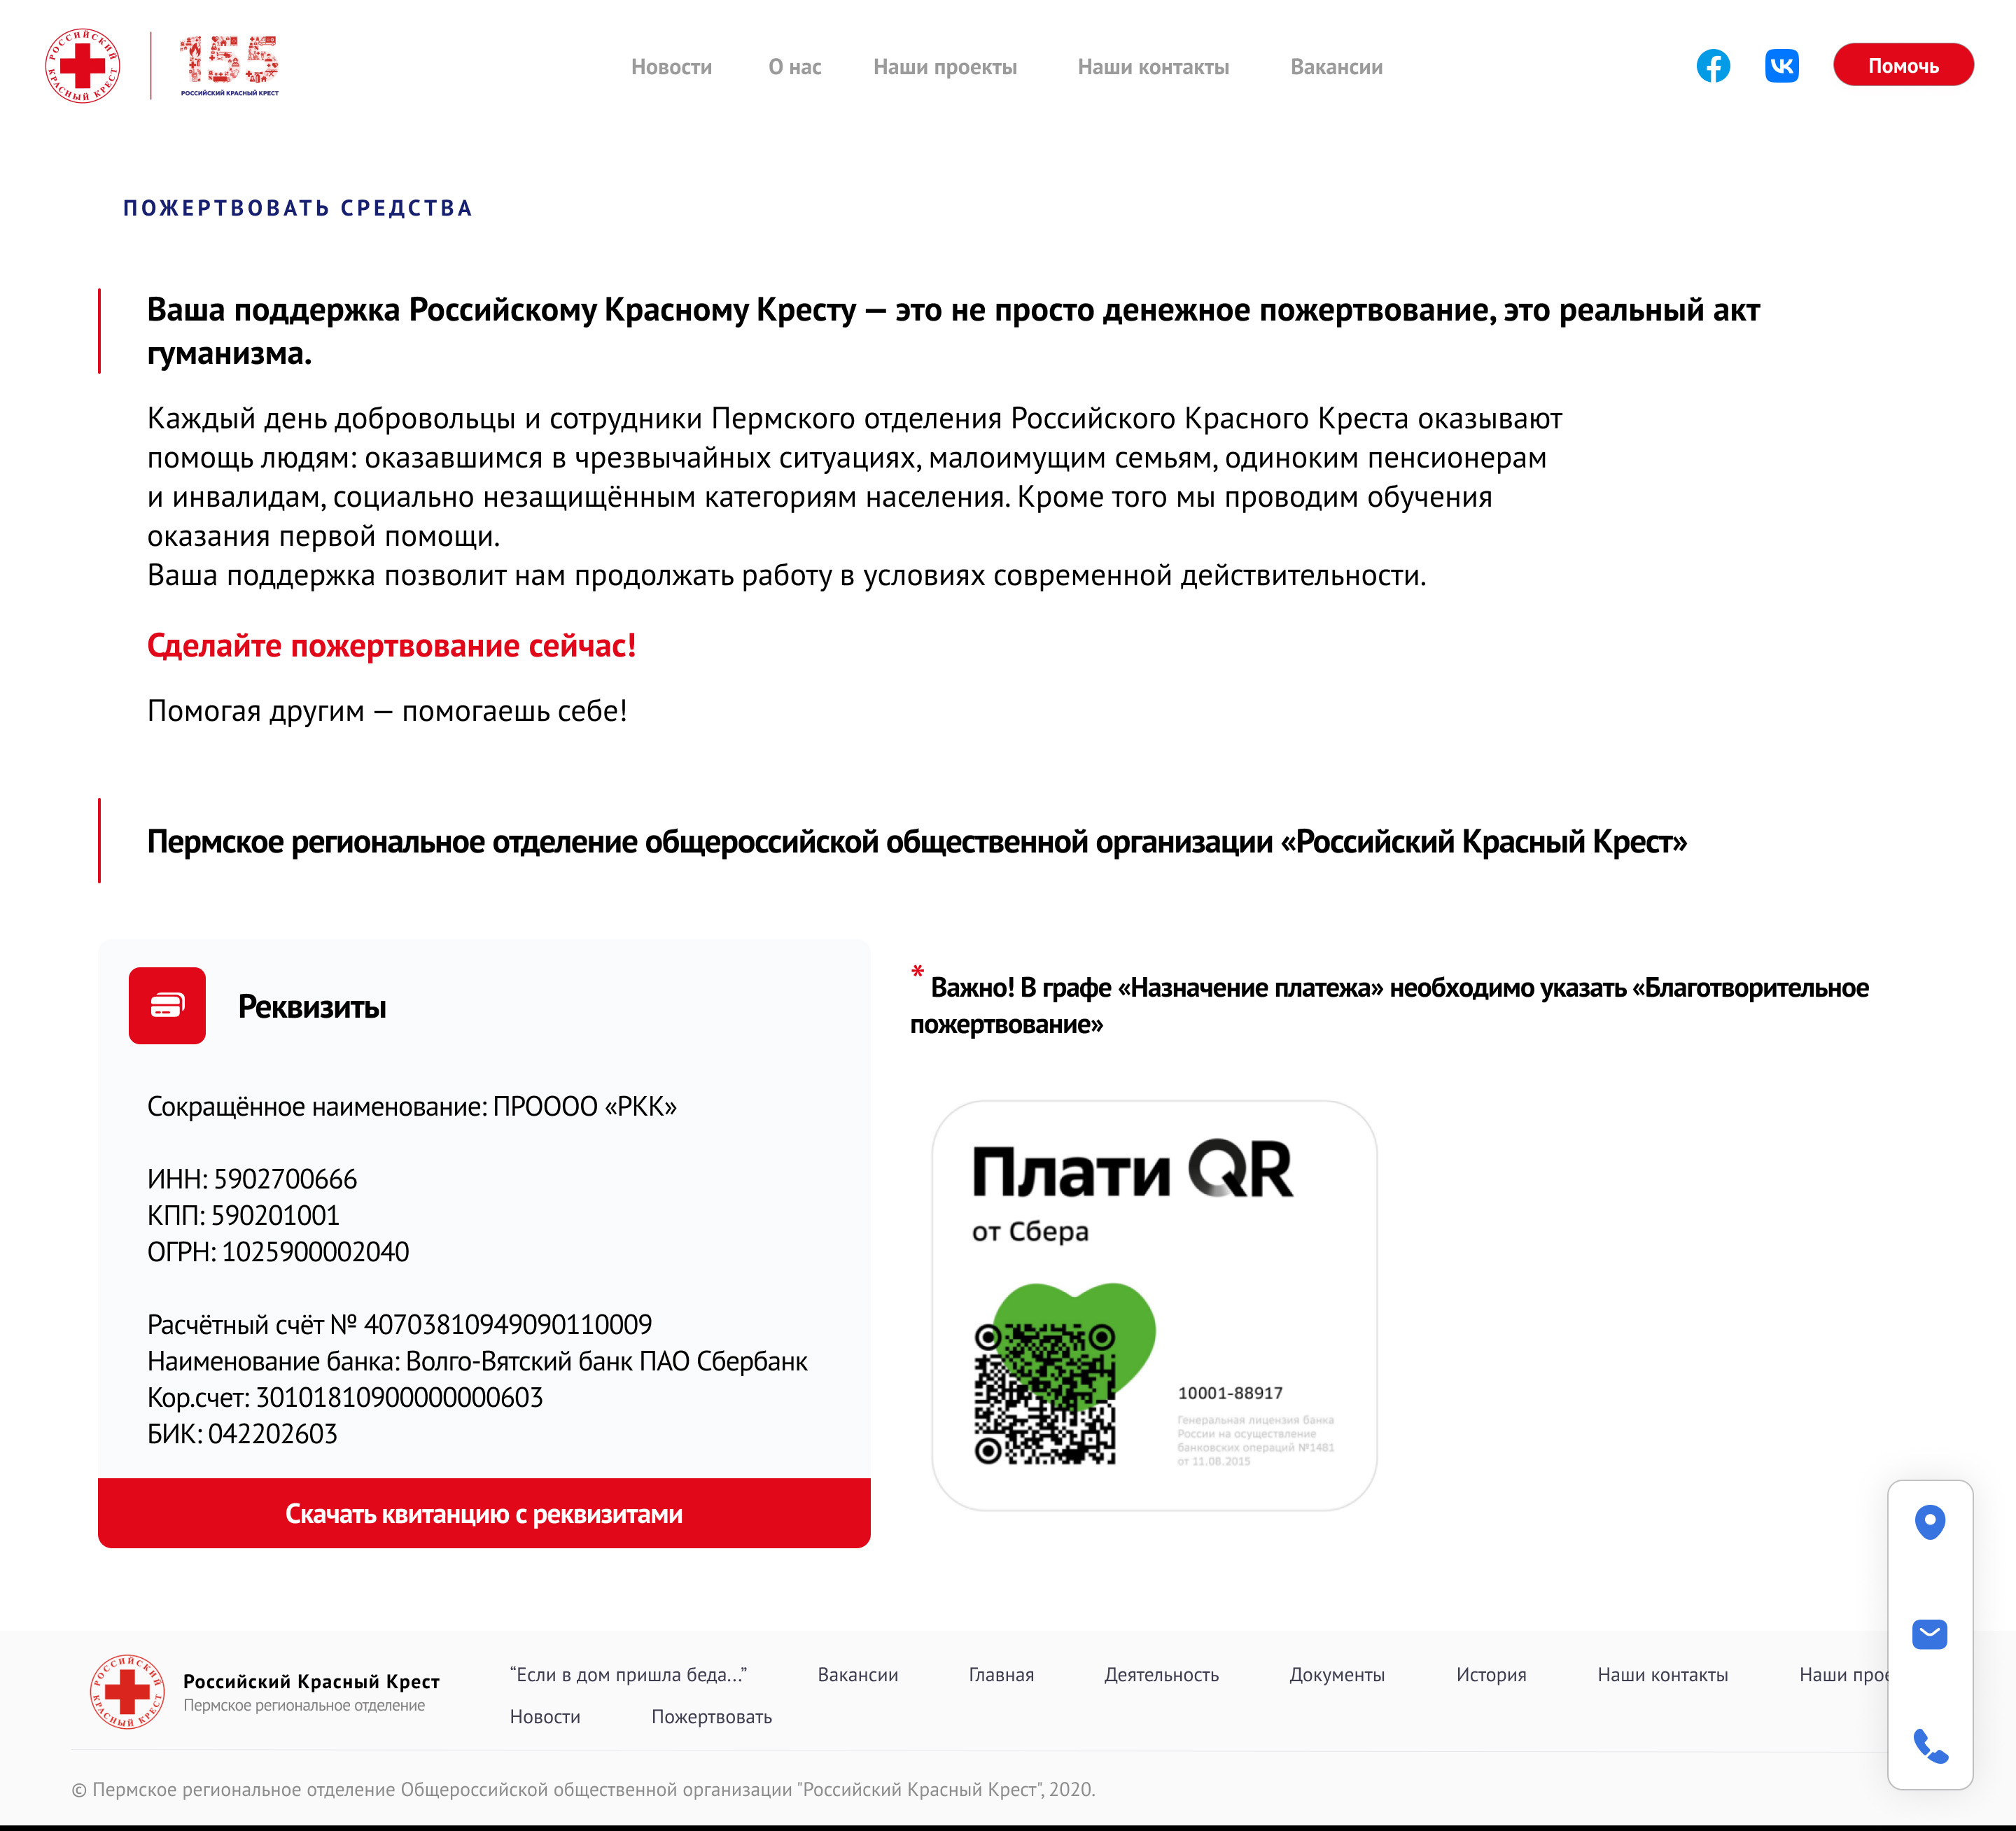 РОССИЙСКИЙ КРАСНЫЙ КРЕСТ
155
РОССИЙСКИЙ КРАСНЫЙ КРЕСТ
Новости
О нас
Наши проекты
Наши контакты
Вакансии
Помочь
ПОЖЕРТВОВАТЬ СРЕДСТВА
Ваша поддержка Российскому Красному Кресту — это не просто денежное пожертвование, это реальный акт
гуманизма.
Каждый день добровольцы и сотрудники Пермского отделения Российского Красного Креста оказывают
помощь людям: оказавшимся в чрезвычайных ситуациях, малоимущим семьям, одиноким пенсионерам
и инвалидам, социально незащищённым категориям населения. Кроме того мы проводим обучения
оказания первой помощи.
Ваша поддержка позволит нам продолжать работу в условиях современной действительности.
Сделайте пожертвование сейчас!
Помогая другим — помогаешь себе!
Пермское региональное отделение общероссийской общественной организации «Российский Красный Крест»
Реквизиты
Сокращённое наименование: ПРОООО «РКК»
ИНН: 5902700666
КПП: 590201001
ОГРН: 1025900002040
Расчётный счёт № 40703810949090110009
Наименование банка: Волго-Вятский банк ПАО Сбербанк
Кор.счет: 30101810900000000603
БИК: 042202603
Скачать квитанцию с реквизитами
* Важно! В графе «Назначение платежа» необходимо указать «Благотворительное
пожертвование»
Плати QR
от Сбера
10001-88917
Генеральная лицензия банка
России на осуществление
банковских операций №1481
от 11.08.2015
РОССИЙСКИЙ КРАСНЫЙ КРЕСТ
Российский Красный Крест
Пермское региональное отделение
“Если в дом пришла беда...”
Вакансии
Главная
Деятельность
Документы
История
Наши контакты
Наши прое
Новости
Пожертвовать
© Пермское региональное отделение Общероссийской общественной организации "Российский Красный Крест", 2020.